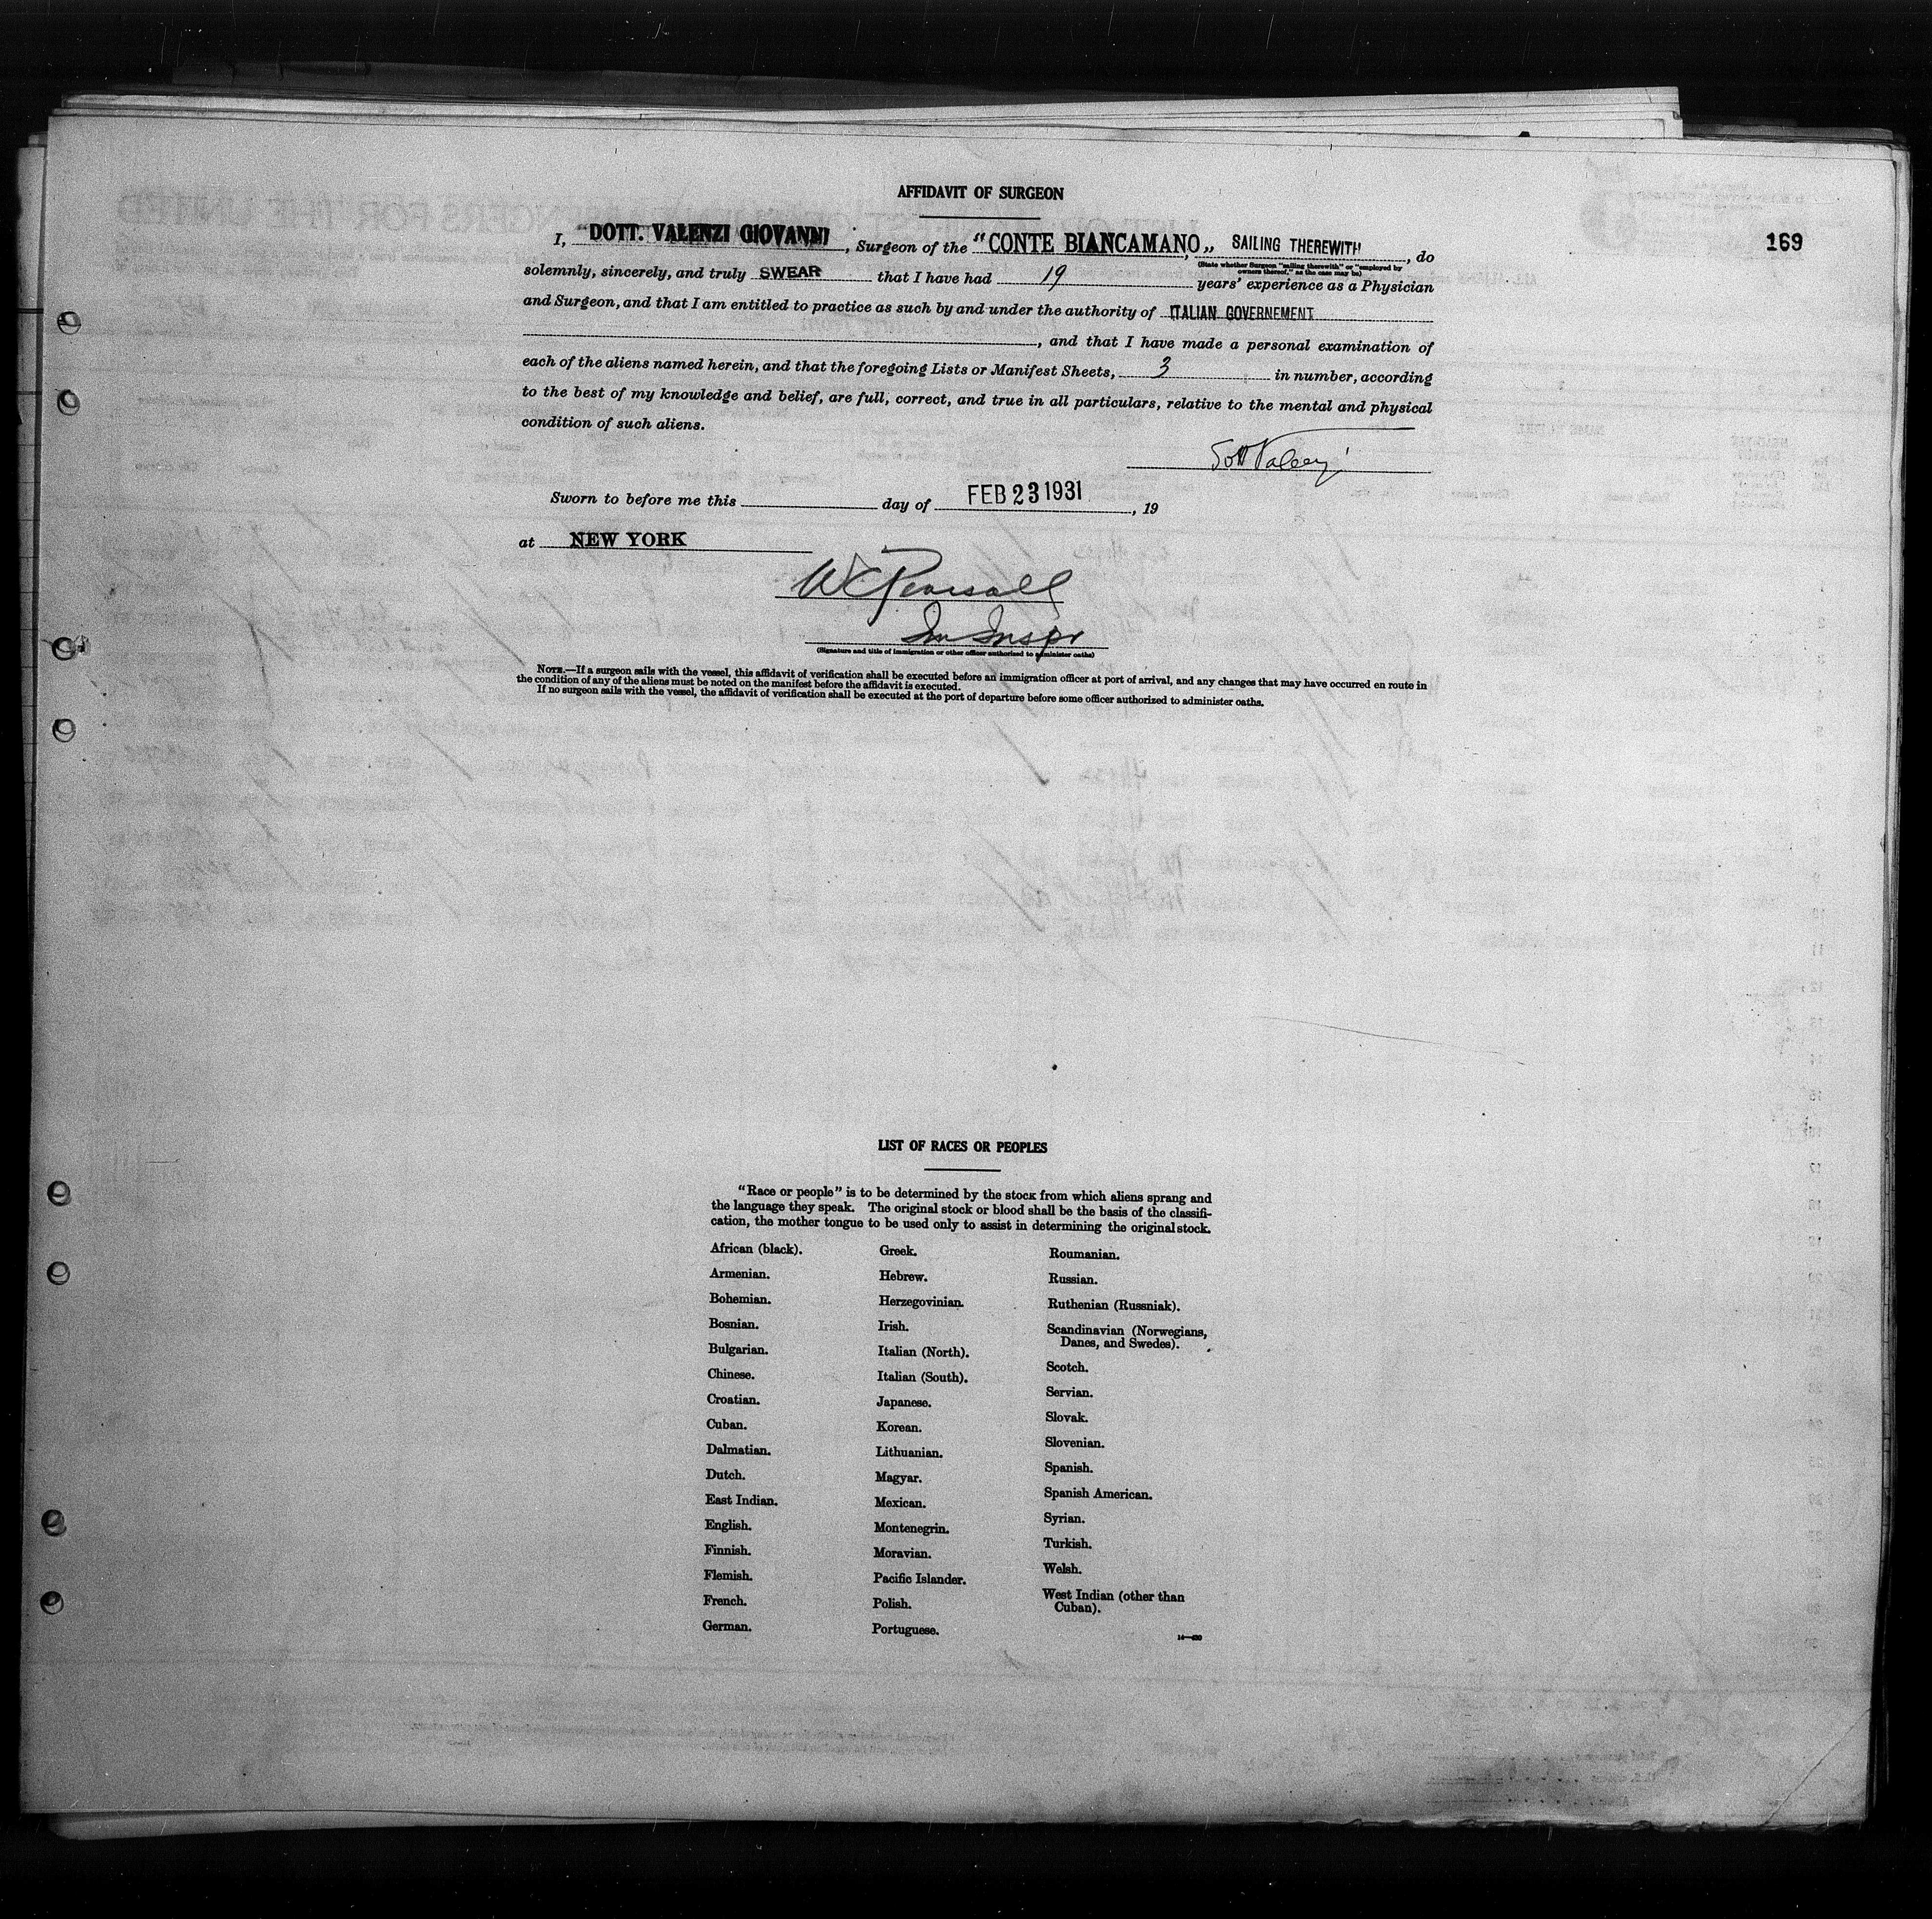 AFFIDAVIT OF SURGEON
169
I, DOTT. VALENZI GIOVANNI, Surgeon of the "CONTE BIANCAMANO„, SAILING THEREWITH, do
(State whether Surgeon "sailing therewith" or "employed by
owners thereof," as the case may be)
solemnly, sincerely, and truly SWEAR that I have had 19 years' experience as a Physician
and Surgeon, and that I am entitled to practice as such by and under the authority of ITALIAN GOVERNEMENT
, and that I have made a personal examination of
each of the aliens named herein, and that the foregoing Lists or Manifest Sheets, 3 in number, according
to the best of my knowledge and belief, are full, correct, and true in all particulars, relative to the mental and physical
condition of such aliens.
Sworn to before me this day of FEB 23 1931, 19
at NEW YORK
W C Pearsall
Im Inspr
(Signature and title of immigration or other officer authorized to administer oaths)
NOTE.—If a surgeon sails with the vessel, this affidavit of verification shall be executed before an immigration officer at port of arrival, and any changes that may have occurred en route in
the condition of any of the aliens must be noted on the manifest before the affidavit is executed.
If no surgeon sails with the vessel, the affidavit of verification shall be executed at the port of departure before some officer authorized to administer oaths.
LIST OF RACES OR PEOPLES
"Race or people" is to be determined by the stock from which aliens sprang and
the language they speak. The original stock or blood shall be the basis of the classifi-
cation, the mother tongue to be used only to assist in determining the original stock.
African (black).
Armenian.
Bohemian.
Bosnian.
Bulgarian.
Chinese.
Croatian.
Cuban.
Dalmatian.
Dutch.
East Indian.
English.
Finnish.
Flemish.
French.
German.
Greek.
Hebrew.
Herzegovinian.
Irish.
Italian (North).
Italian (South).
Japanese.
Korean.
Lithuanian.
Magyar.
Mexican.
Montenegrin.
Moravian.
Pacific Islander.
Polish.
Portuguese.
Roumanian.
Russian.
Ruthenian (Russniak).
Scandinavian (Norwegians,
Danes, and Swedes).
Scotch.
Servian.
Slovak.
Slovenian.
Spanish.
Spanish American.
Syrian.
Turkish.
Welsh.
West Indian (other than
Cuban).